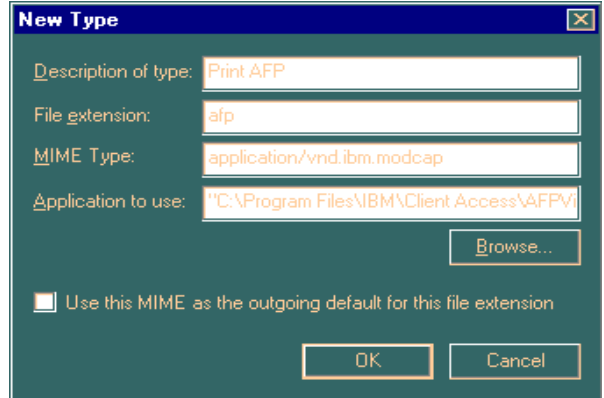 New Type
Description of type: Print AFP
File extension: afp
MIME Type: application/vnd.ibm.modcap
Application to use: "C:\Program Files\IBM\Client Access\AFPVi
Browse...
Use this MIME as the outgoing default for this file extension
OK Cancel